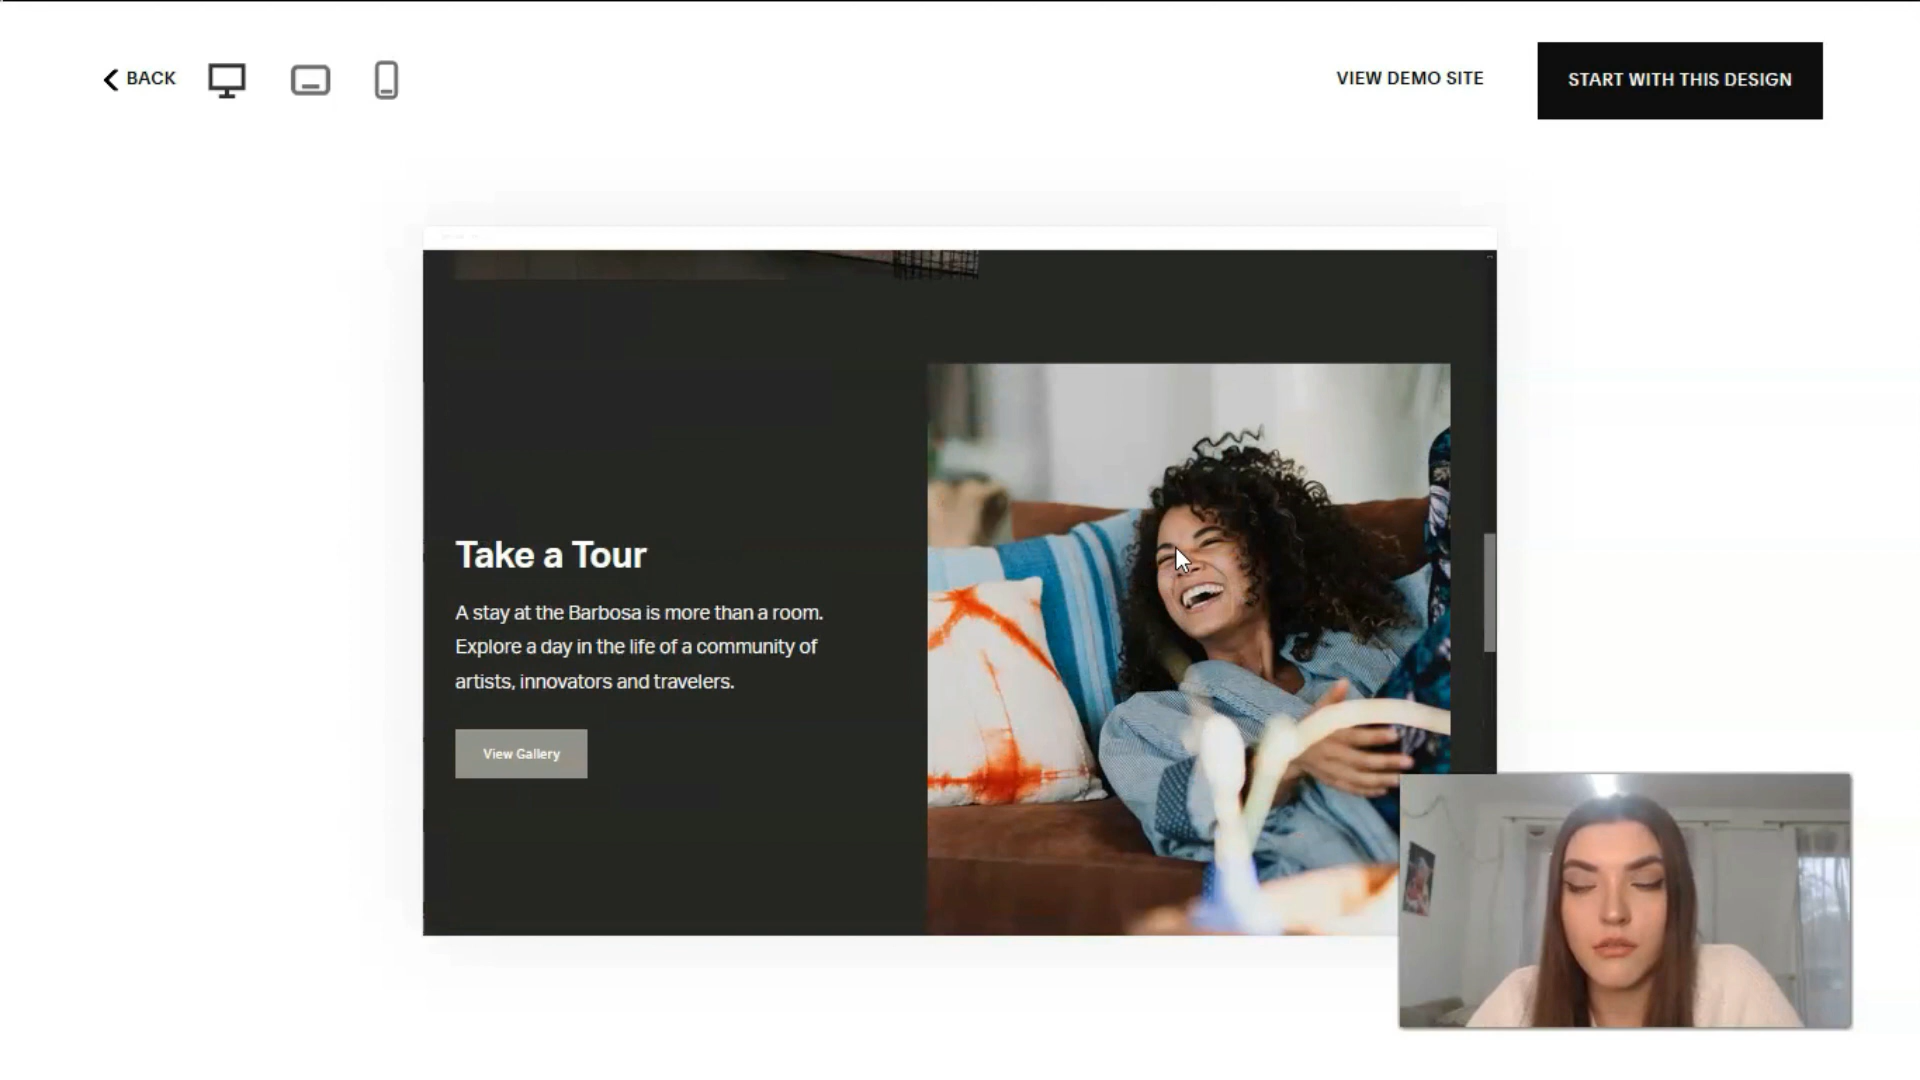 BACK
VIEW DEMO SITE
START WITH THIS DESIGN
Take a Tour
A stay at the Barbosa is more than a room.
Explore a day in the life of a community of
artists, innovators and travelers.
View Gallery